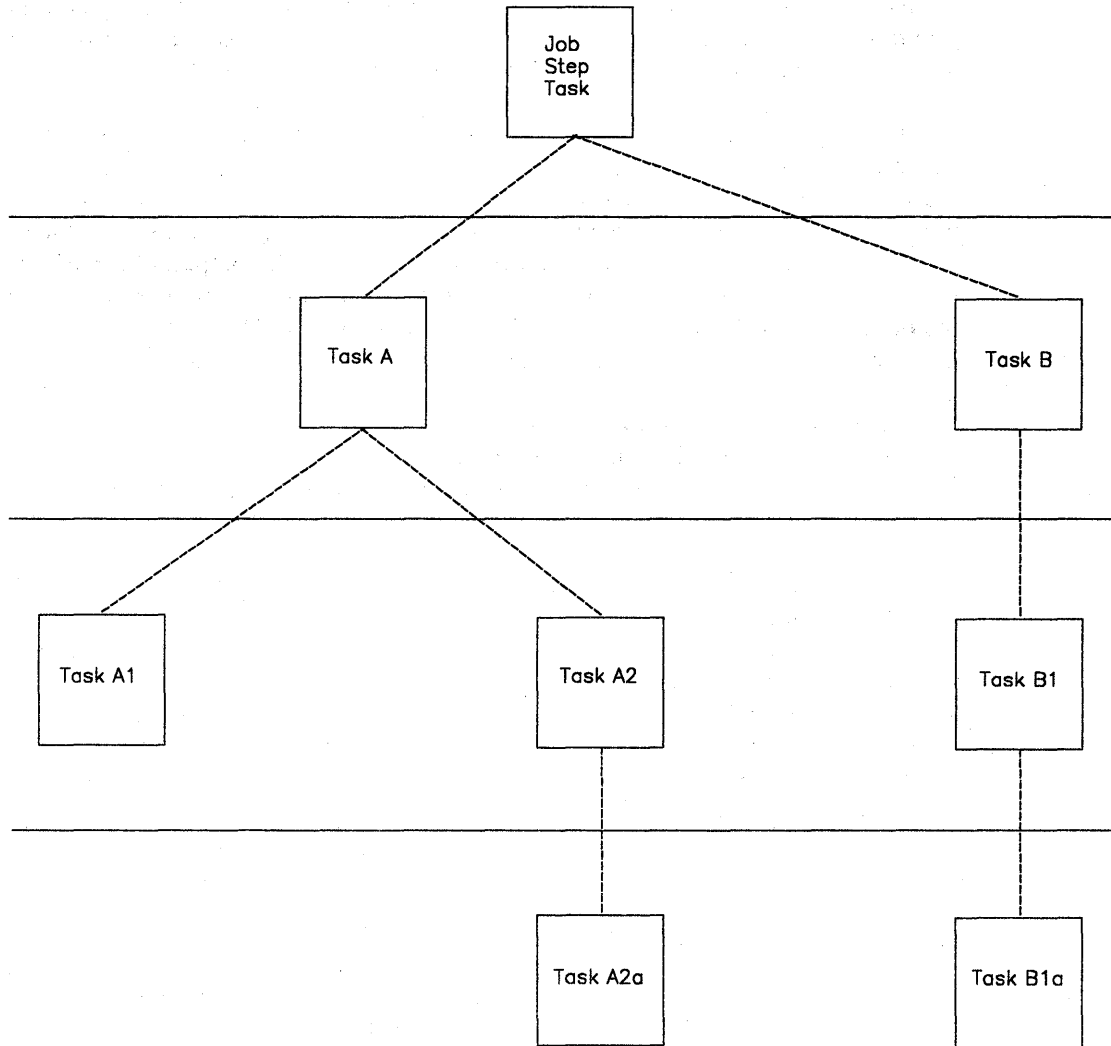 Job
Step
Task
Task A
Task B
Task A1
Task A2
Task B1
Task A2a
Task B1a